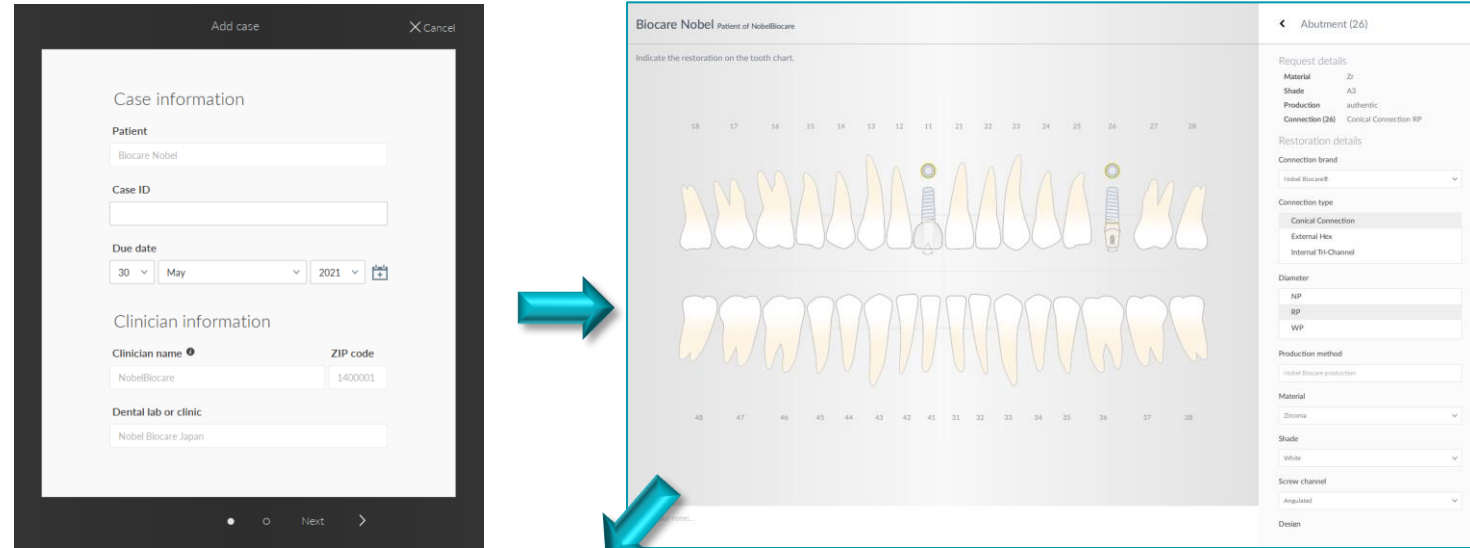 Add case
Cancel
Case information
Patient
Biocare Nobel
Case ID
Due date
30 May 2021
Clinician information
Clinician name ZIP code
NobelBiocare 1400001
Dental lab or clinic
Nobel Biocare Japan
Next
Biocare Nobel Patient of NobelBiocare
Indicate the restoration on the tooth chart.
18 17 16 15 14 13 12 11 21 22 23 24 25 26 27 28
48 47 46 45 44 43 42 41 31 32 33 34 35 36 37 38
notes...
Abutment (26)
Request details
Material Zr
Shade A3
Production authentic
Connection (26) Conical Connection RP
Restoration details
Connection brand
Nobel Biocare®
Connection type
Conical Connection
External Hex
Internal Tri-Channel
Diameter
NP
RP
WP
Production method
Nobel Biocare production
Material
Zirconia
Shade
White
Screw channel
Angulated
Design